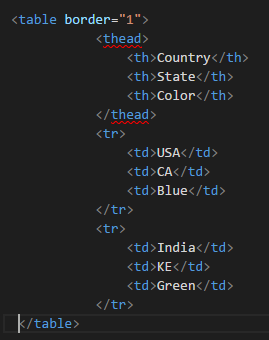 <table border="1">
<thead>
<th>Country</th>
<th>State</th>
<th>Color</th>
</thead>
<tr>
<td>USA</td>
<td>CA</td>
<td>Blue</td>
</tr>
<tr>
<td>India</td>
<td>KE</td>
<td>Green</td>
</tr>
</table>